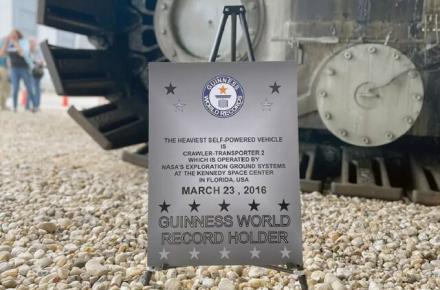 GUINNESS
WORLD
RECORDS
THE HEAVIEST SELF-POWERED VEHICLE
IS
CRAWLER-TRANSPORTER 2
WHICH IS OPERATED BY
NASA'S EXPLORATION GROUND SYSTEMS
AT THE KENNEDY SPACE CENTER
IN FLORIDA, USA
MARCH 23, 2016
GUINNESS WORLD
RECORD HOLDER